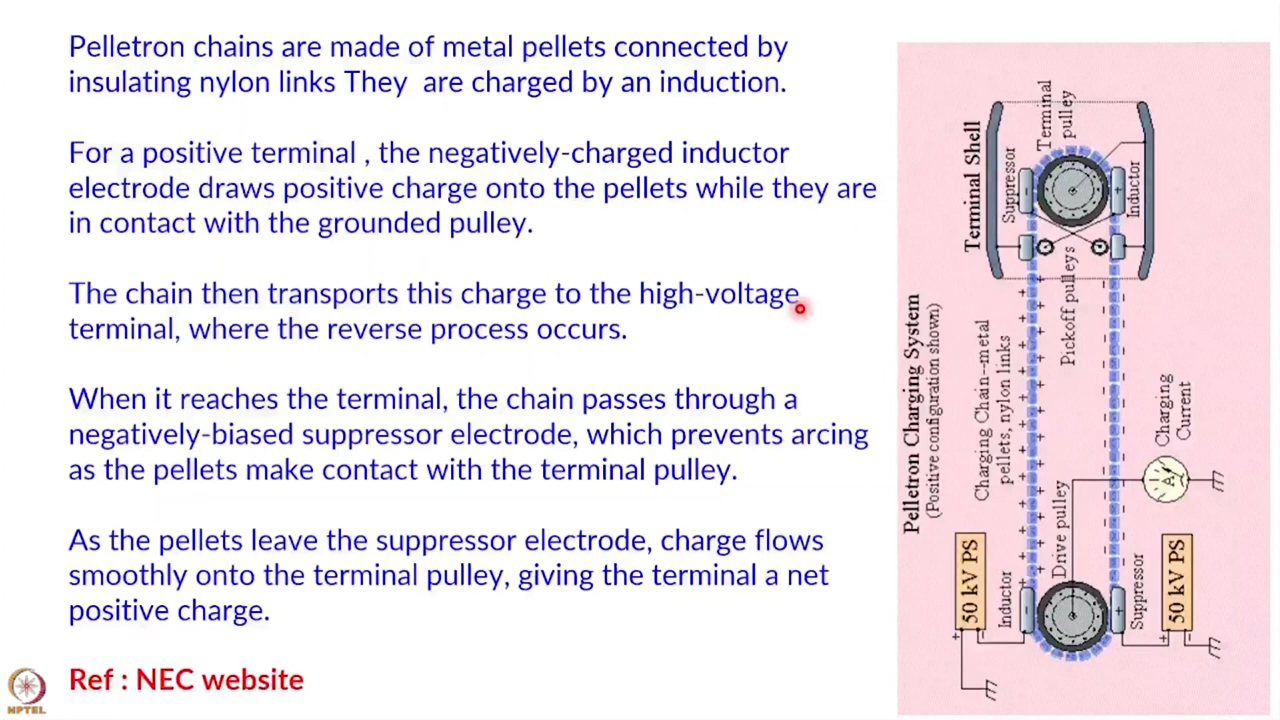 Pelletron chains are made of metal pellets connected by
insulating nylon links They  are charged by an induction.
For a positive terminal , the negatively-charged inductor
electrode draws positive charge onto the pellets while they are
in contact with the grounded pulley.
The chain then transports this charge to the high-voltage
terminal, where the reverse process occurs.
When it reaches the terminal, the chain passes through a
negatively-biased suppressor electrode, which prevents arcing
as the pellets make contact with the terminal pulley.
As the pellets leave the suppressor electrode, charge flows
smoothly onto the terminal pulley, giving the terminal a net
positive charge.
Ref : NEC website
NPTEL
Pelletron Charging System
(Positive configuration shown)
Terminal Shell
Suppressor
Terminal
pulley
Inductor
Pickoff pulleys
Charging Chain--metal
pellets, nylon links
Drive pulley
Charging
Current
A
50 kV PS
Inductor
Suppressor
50 kV PS